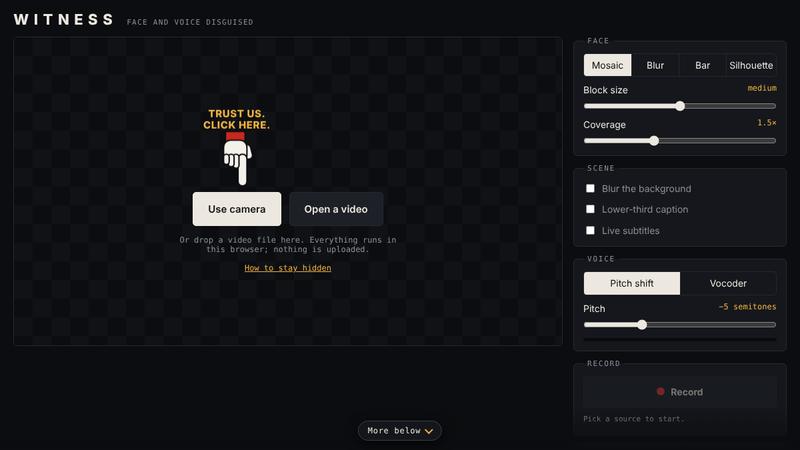 WITNESS
FACE AND VOICE DISGUISED
TRUST US.
CLICK HERE.
Use camera
Open a video
Or drop a video file here. Everything runs in
this browser; nothing is uploaded.
How to stay hidden
FACE
Mosaic
Blur
Bar
Silhouette
Block size
medium
Coverage
1.5×
SCENE
Blur the background
Lower-third caption
Live subtitles
VOICE
Pitch shift
Vocoder
Pitch
−5 semitones
RECORD
Record
Pick a source to start.
More below